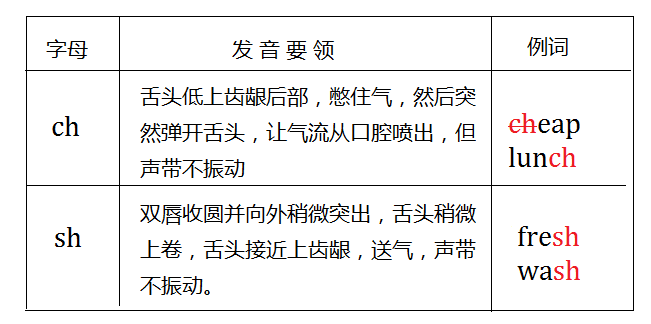 字母 发音要领 例词
ch
舌头低上齿龈后部，憋住气，然后突
然弹开舌头，让气流从口腔喷出，但
声带不振动
cheap
lunch
sh
双唇收圆并向外稍微突出，舌头稍微
上卷，舌头接近上齿龈，送气，声带
不振动。
fresh
wash